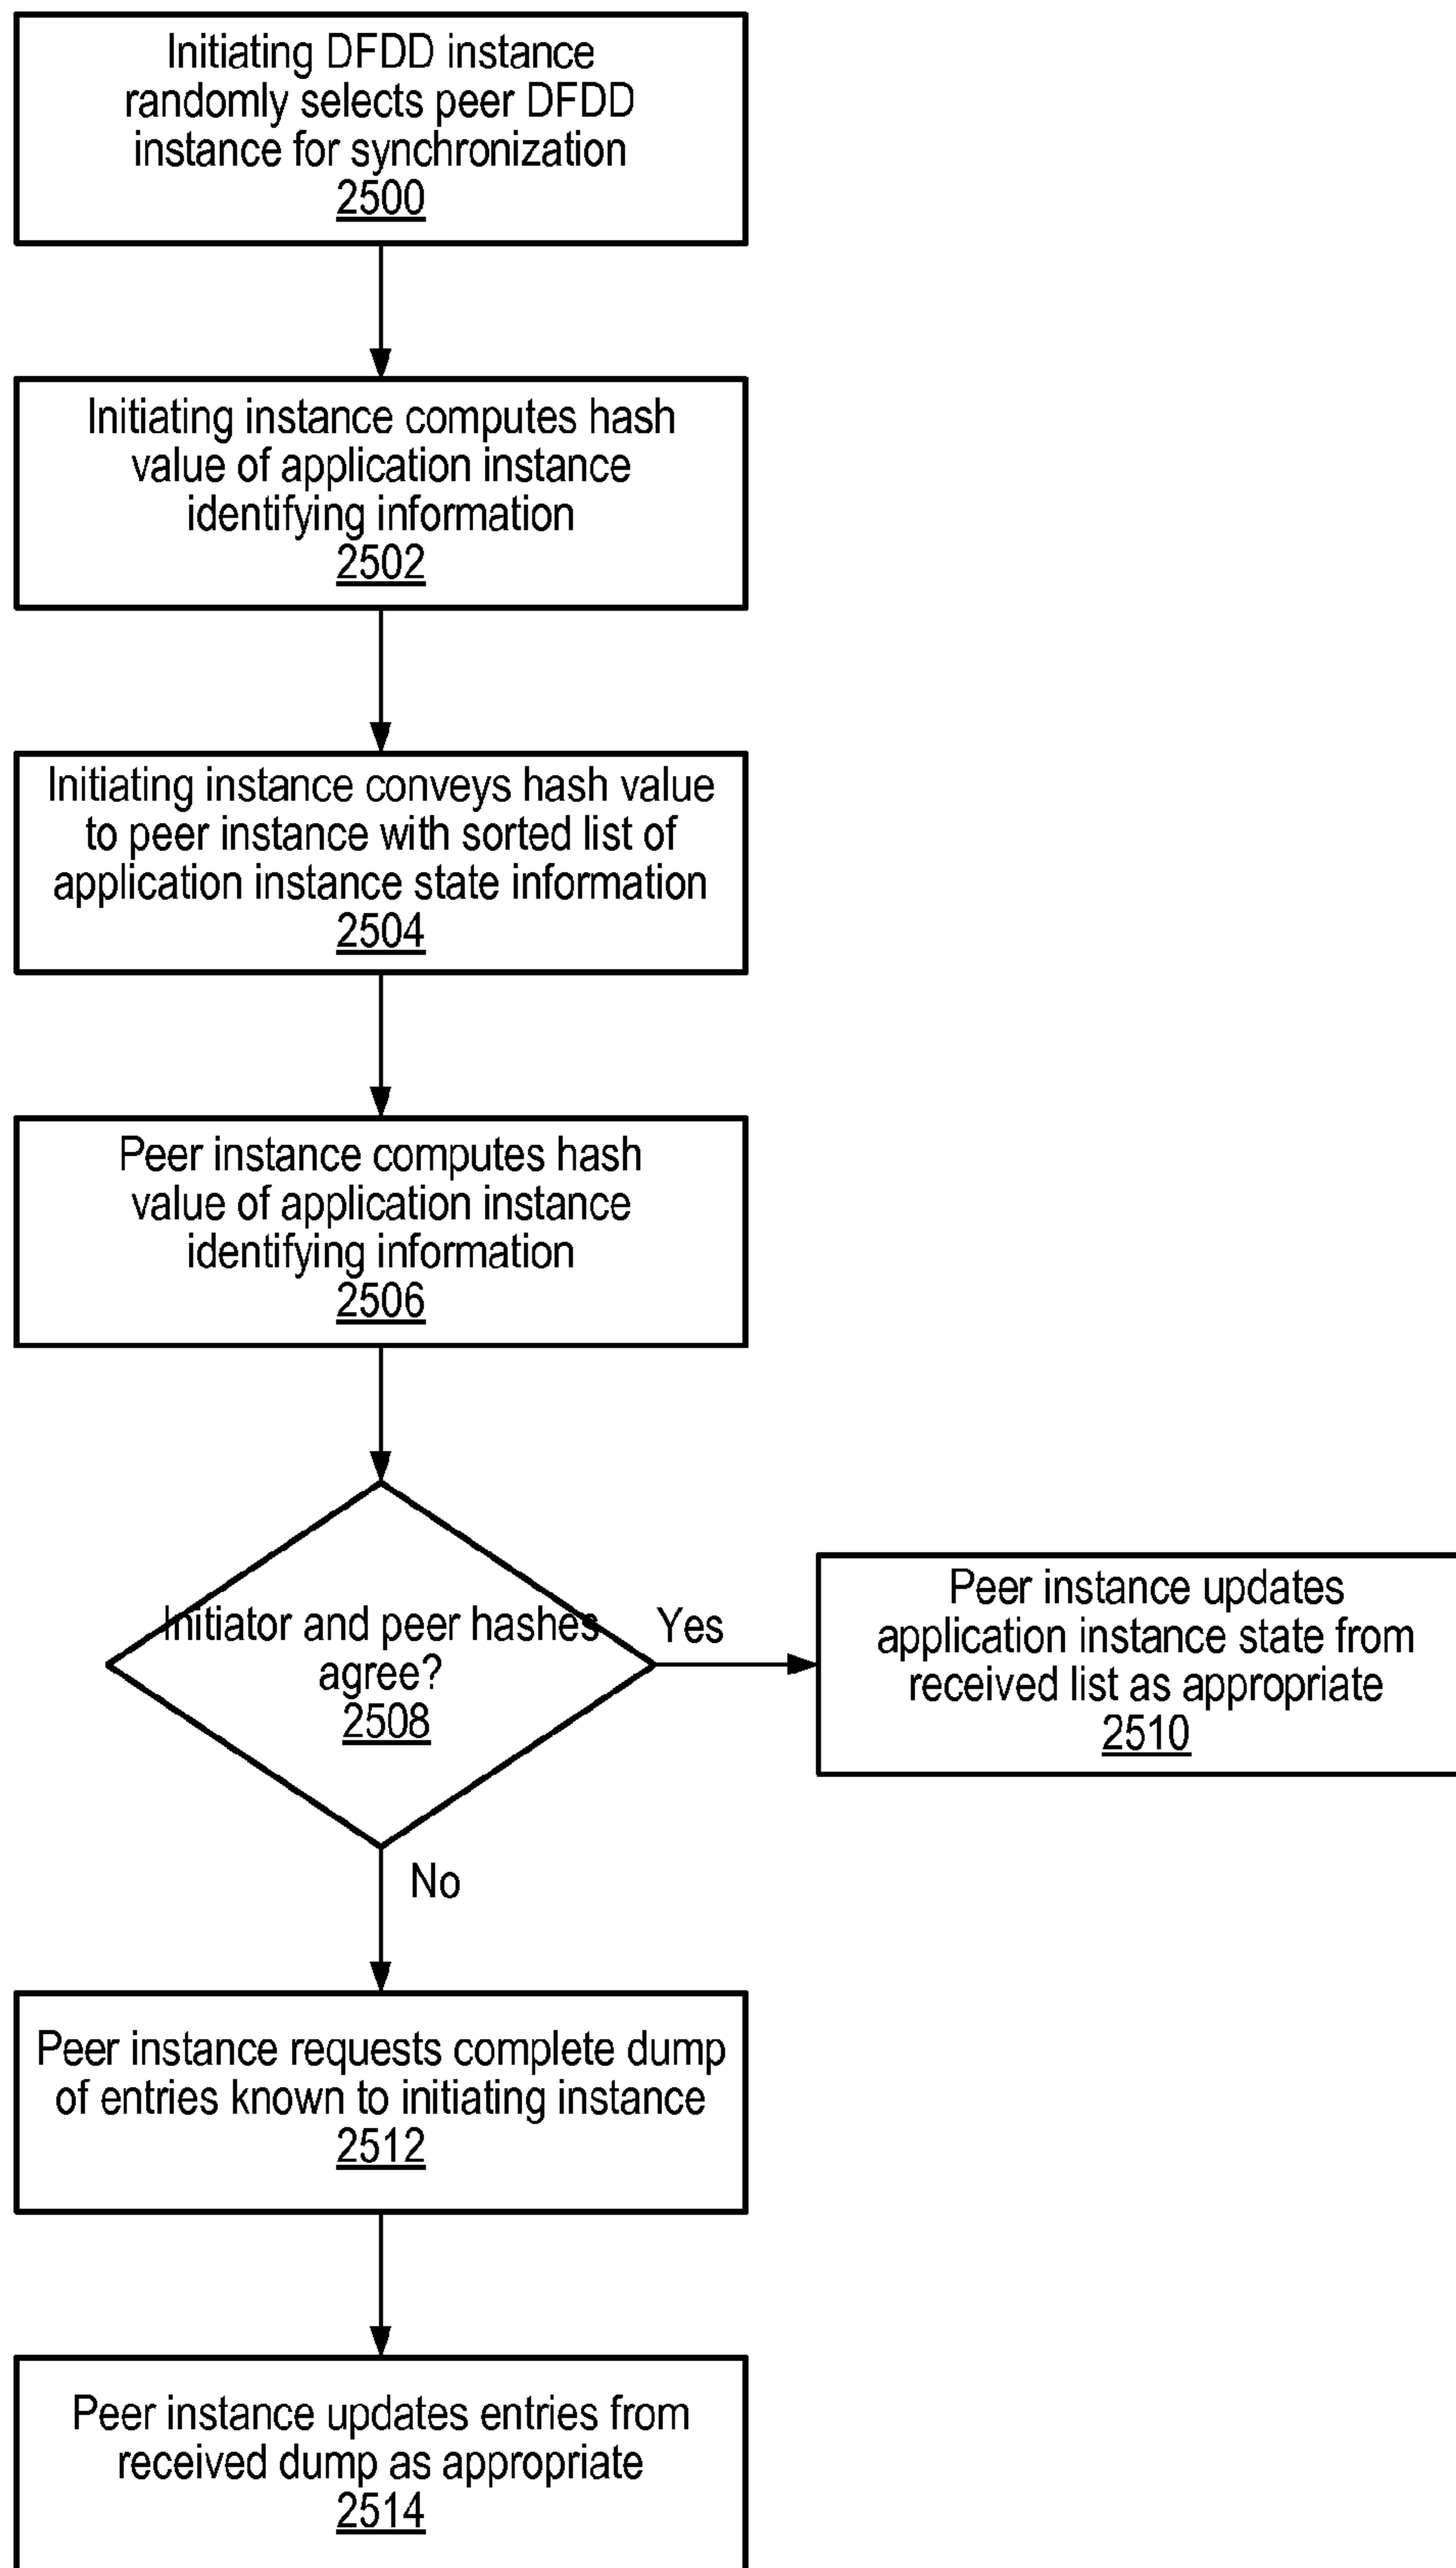 Initiating DFDD instance
randomly selects peer DFDD
instance for synchronization
2500
Initiating instance computes hash
value of application instance
identifying information
2502
Initiating instance conveys hash value
to peer instance with sorted list of
application instance state information
2504
Peer instance computes hash
value of application instance
identifying information
2506
Initiator and peer hashes
agree?
2508
Yes
Peer instance updates
application instance state from
received list as appropriate
2510
No
Peer instance requests complete dump
of entries known to initiating instance
2512
Peer instance updates entries from
received dump as appropriate
2514